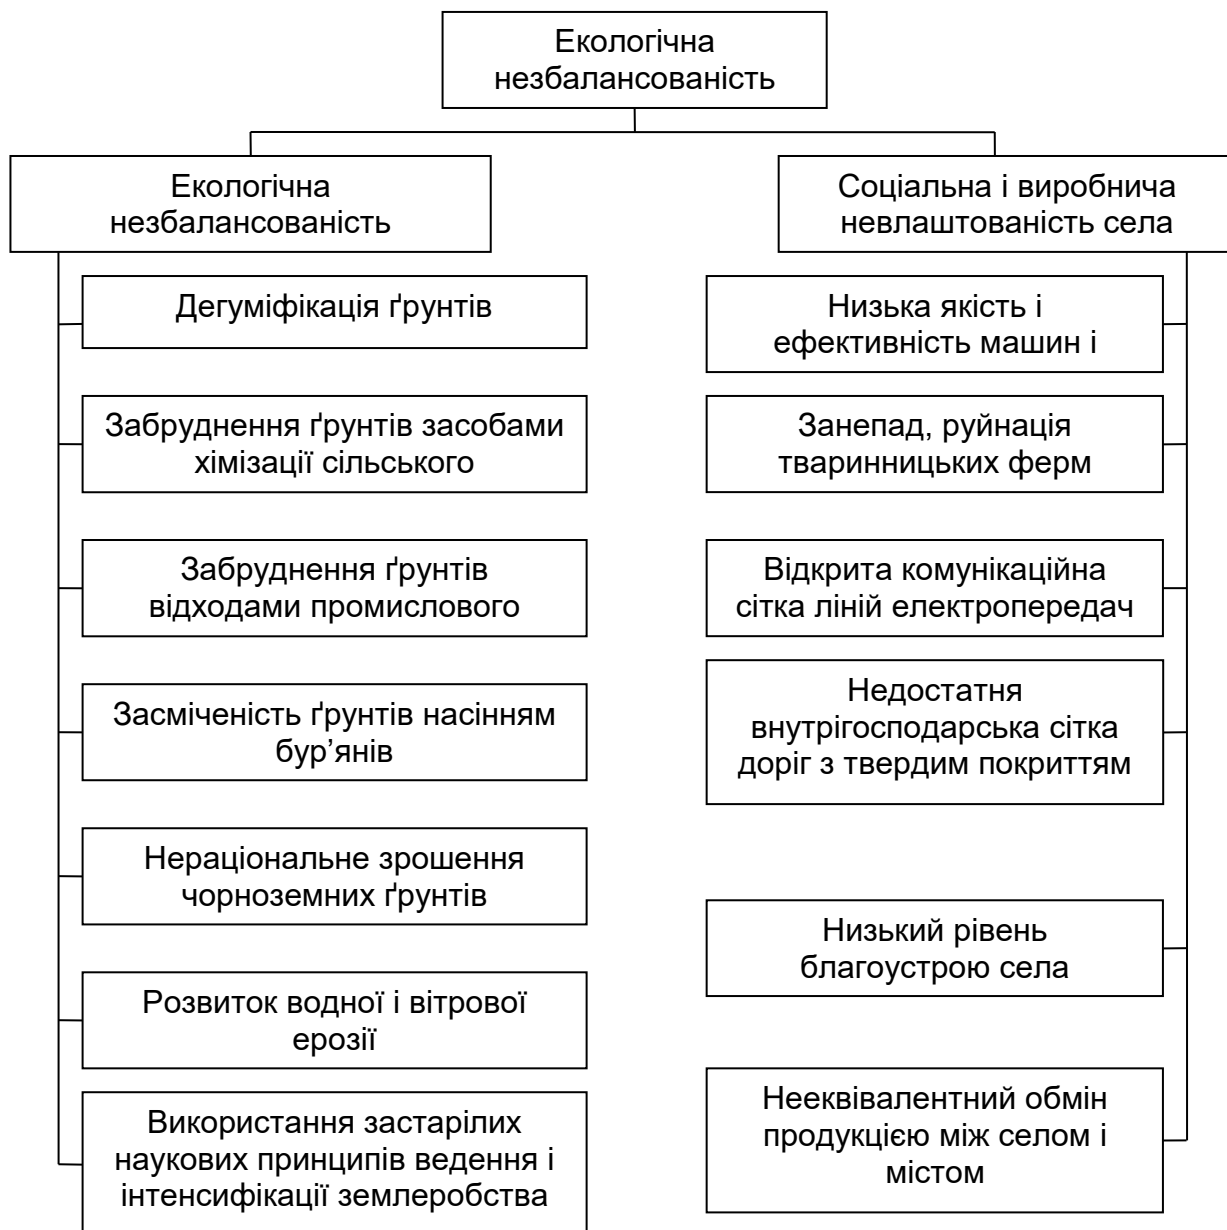 Екологічна
незбалансованість
Екологічна
незбалансованість
Дегуміфікація ґрунтів
Забруднення ґрунтів засобами
хімізації сільського
Забруднення ґрунтів
відходами промислового
Засміченість ґрунтів насінням
бур’янів
Нераціональне зрошення
чорноземних ґрунтів
Розвиток водної і вітрової
ерозії
Використання застарілих
наукових принципів ведення і
інтенсифікації землеробства
Соціальна і виробнича
невлаштованість села
Низька якість і
ефективність машин і
Занепад, руйнація
тваринницьких ферм
Відкрита комунікаційна
сітка ліній електропередач
Недостатня
внутрігосподарська сітка
доріг з твердим покриттям
Низький рівень
благоустрою села
Нееквівалентний обмін
продукцією між селом і
містом